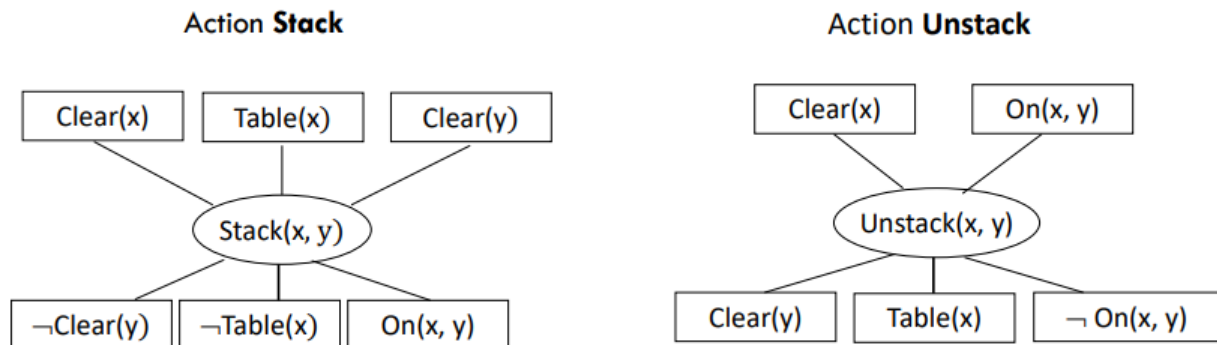 Action Stack
Action Unstack
Clear(x) Table(x) Clear(y)
Clear(x) On(x, y)
Stack(x, y)
Unstack(x, y)
¬Clear(y) ¬Table(x) On(x, y)
Clear(y) Table(x) ¬ On(x, y)